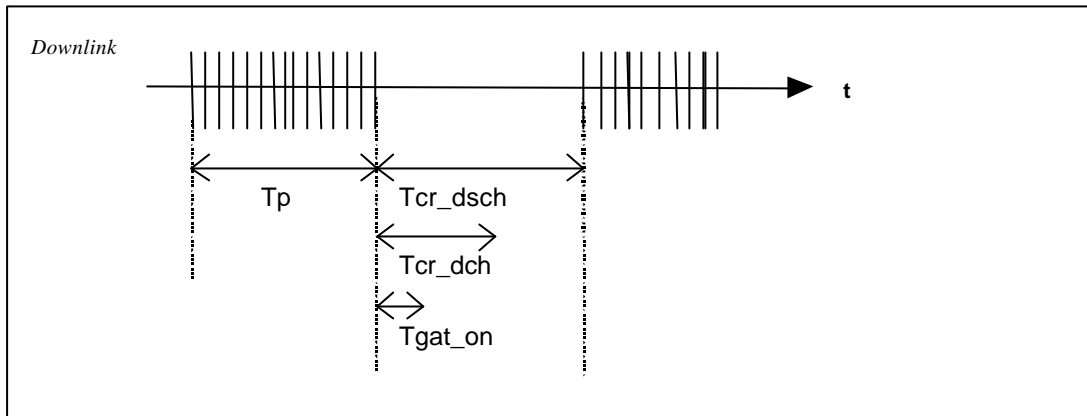 Downlink
t
Tp
Tcr_dsch
Tcr_dch
Tgat_on